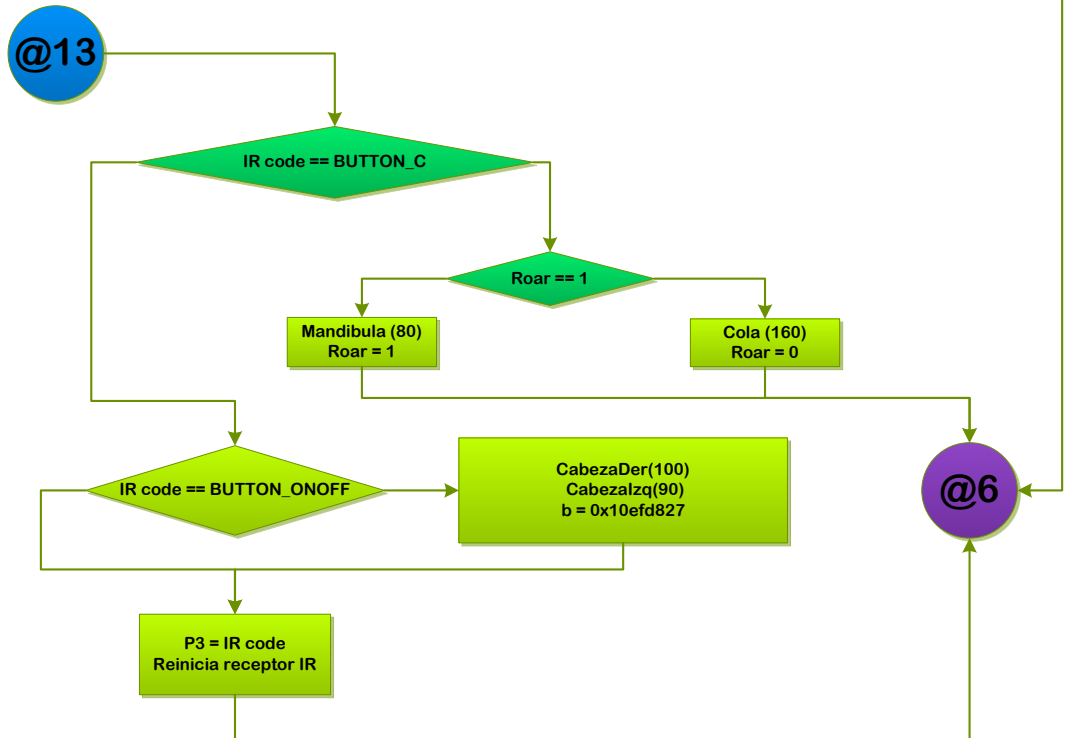 @13
IR code == BUTTON_C
Roar == 1
Mandibula (80)
Roar = 1
Cola (160)
Roar = 0
IR code == BUTTON_ONOFF
CabezaDer(100)
CabezaIzq(90)
b = 0x10efd827
@6
P3 = IR code
Reinicia receptor IR